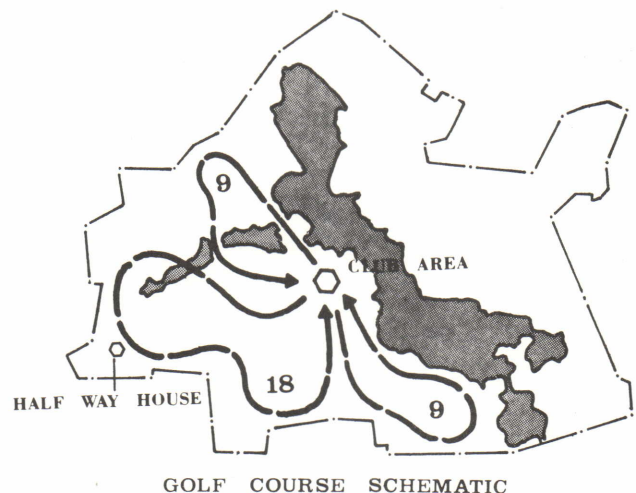 9
CLUB AREA
18
HALF WAY HOUSE
9
GOLF COURSE SCHEMATIC